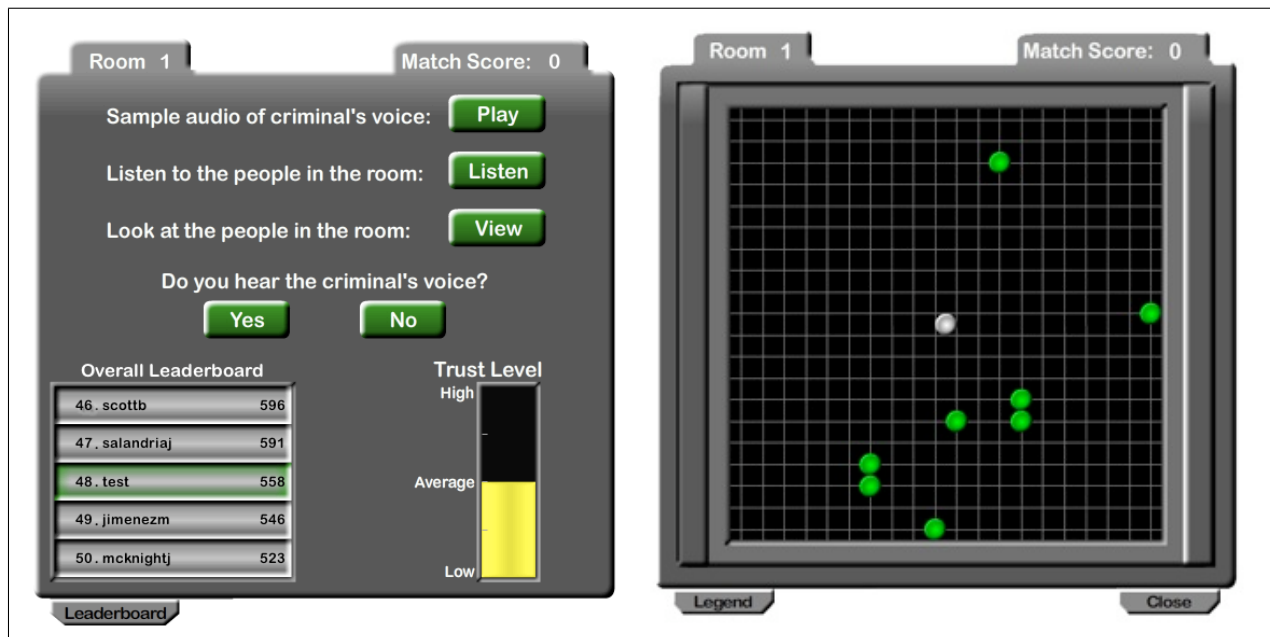 Room 1
Match Score: 0
Sample audio of criminal's voice:
Play
Listen to the people in the room:
Listen
Look at the people in the room:
View
Do you hear the criminal's voice?
Yes
No
Overall Leaderboard
46. scottb 596
47. salandriaj 591
48. test 558
49. jimenezm 546
50. mcknightj 523
Trust Level
High
Average
Low
Leaderboard
Room 1
Match Score: 0
Legend
Close